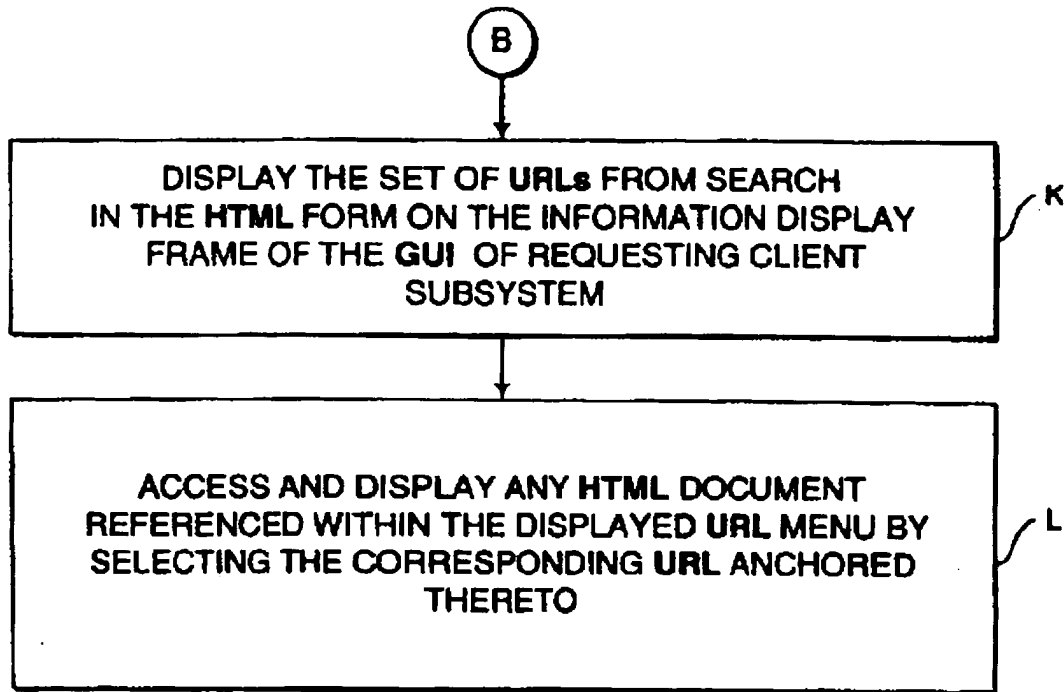 B
DISPLAY THE SET OF URLs FROM SEARCH
IN THE HTML FORM ON THE INFORMATION DISPLAY
FRAME OF THE GUI OF REQUESTING CLIENT
SUBSYSTEM
K
ACCESS AND DISPLAY ANY HTML DOCUMENT
REFERENCED WITHIN THE DISPLAYED URL MENU BY
SELECTING THE CORRESPONDING URL ANCHORED
THERETO
L